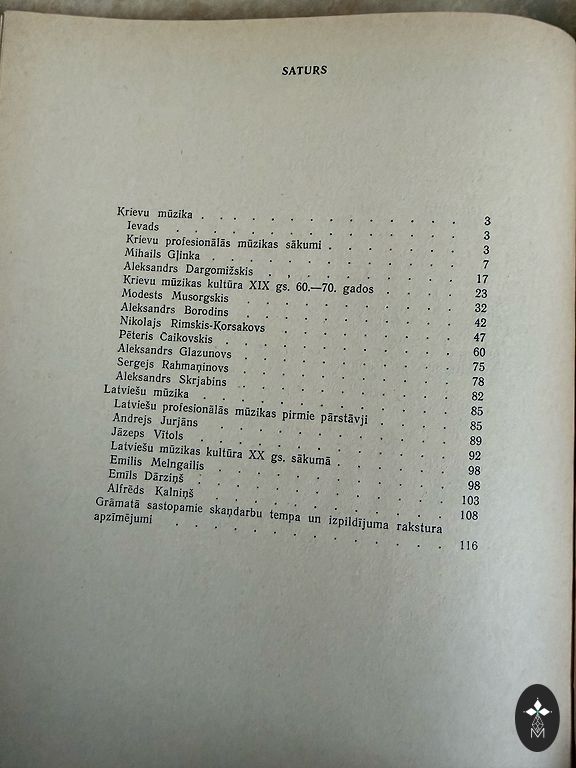 SATURS
Krievu mūzika . . . . . . . . . . . . 3
Ievads . . . . . . . . . . . . 3
Krievu profesionālās mūzikas sākumi . . . . . . 3
Mihails Gļinka . . . . . . . . . . . 7
Aleksandrs Dargomižskis . . . . . . . . . 17
Krievu mūzikas kultūra XIX gs. 60.—70. gados . . . . 23
Modests Musorgskis . . . . . . . . . . 32
Aleksandrs Borodins . . . . . . . . . . 42
Nikolajs Rimskis-Korsakovs . . . . . . . . 47
Pēteris Čaikovskis . . . . . . . . . . 60
Aleksandrs Glazunovs . . . . . . . . . 75
Sergejs Rahmaņinovs . . . . . . . . . 78
Aleksandrs Skrjabins . . . . . . . . . 82
Latviešu mūzika . . . . . . . . . . . 85
Latviešu profesionālās mūzikas pirmie pārstāvji . . . . 85
Andrejs Jurjāns . . . . . . . . . . 89
Jāzeps Vītols . . . . . . . . . . . 92
Latviešu mūzikas kultūra XX gs. sākumā . . . . . 98
Emilis Melngailis . . . . . . . . . . 98
Emīls Dārziņš . . . . . . . . . . 103
Alfrēds Kalniņš . . . . . . . . . . 108
Grāmatā sastopamie skaņdarbu tempa un izpildījuma rakstura
apzīmējumi . . . . . . . . . . . 116
M